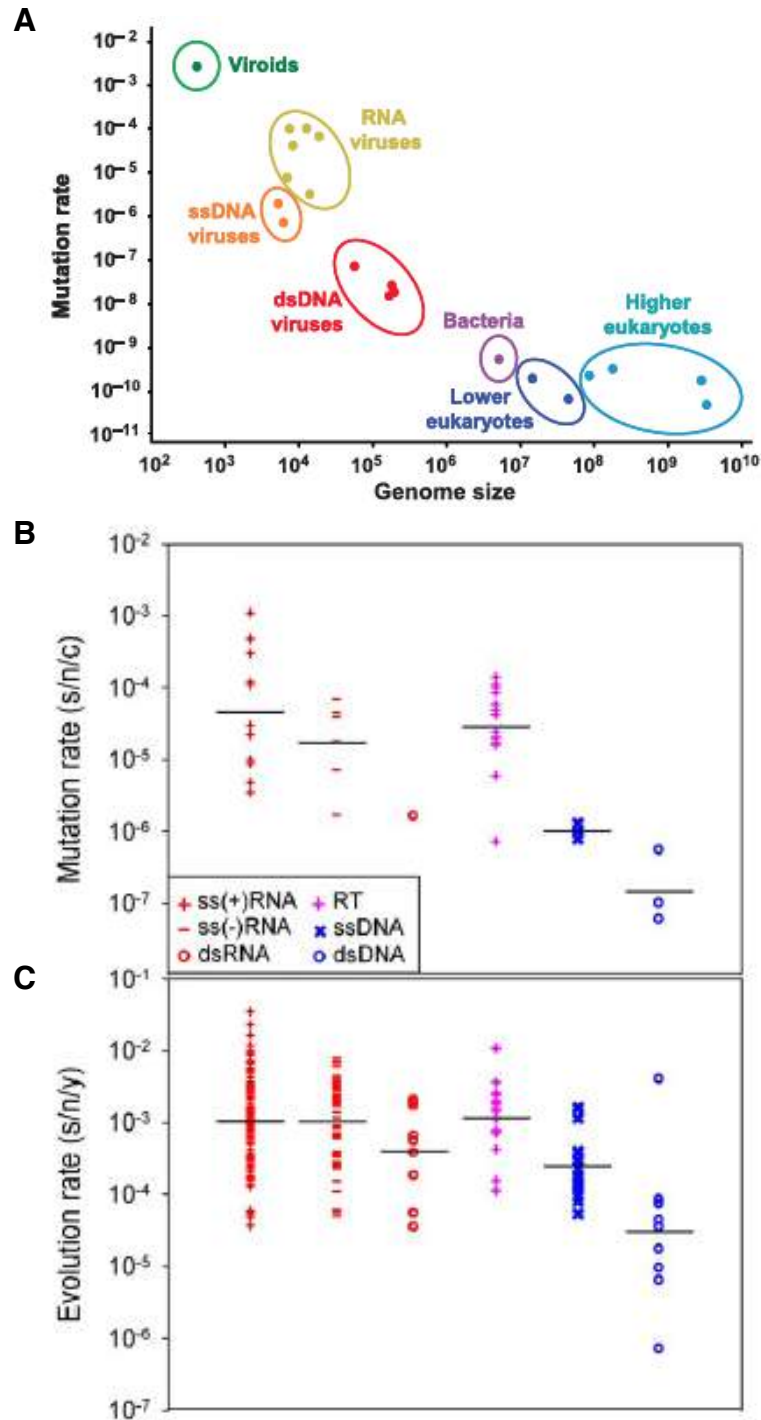 A
10⁻²
10⁻³
10⁻⁴
10⁻⁵
10⁻⁶
10⁻⁷
10⁻⁸
10⁻⁹
10⁻¹⁰
10⁻¹¹
Mutation rate
Viroids
RNA
viruses
ssDNA
viruses
dsDNA
viruses
Bacteria
Lower
eukaryotes
Higher
eukaryotes
10² 10³ 10⁴ 10⁵ 10⁶ 10⁷ 10⁸ 10⁹ 10¹⁰
Genome size
B
10⁻²
10⁻³
10⁻⁴
10⁻⁵
10⁻⁶
10⁻⁷
Mutation rate (s/n/c)
ss(+)RNA RT
ss(-)RNA ssDNA
dsRNA dsDNA
C
10⁻¹
10⁻²
10⁻³
10⁻⁴
10⁻⁵
10⁻⁶
10⁻⁷
Evolution rate (s/n/y)